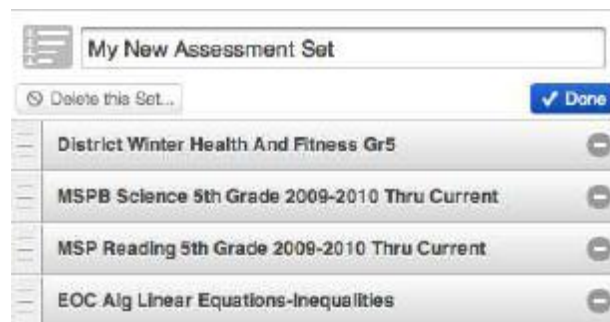 My New Assessment Set
Delete this Set...
Done
District Winter Health And Fitness Gr5
MSPB Science 5th Grade 2009-2010 Thru Current
MSP Reading 5th Grade 2009-2010 Thru Current
EOC Alg Linear Equations-Inequalities